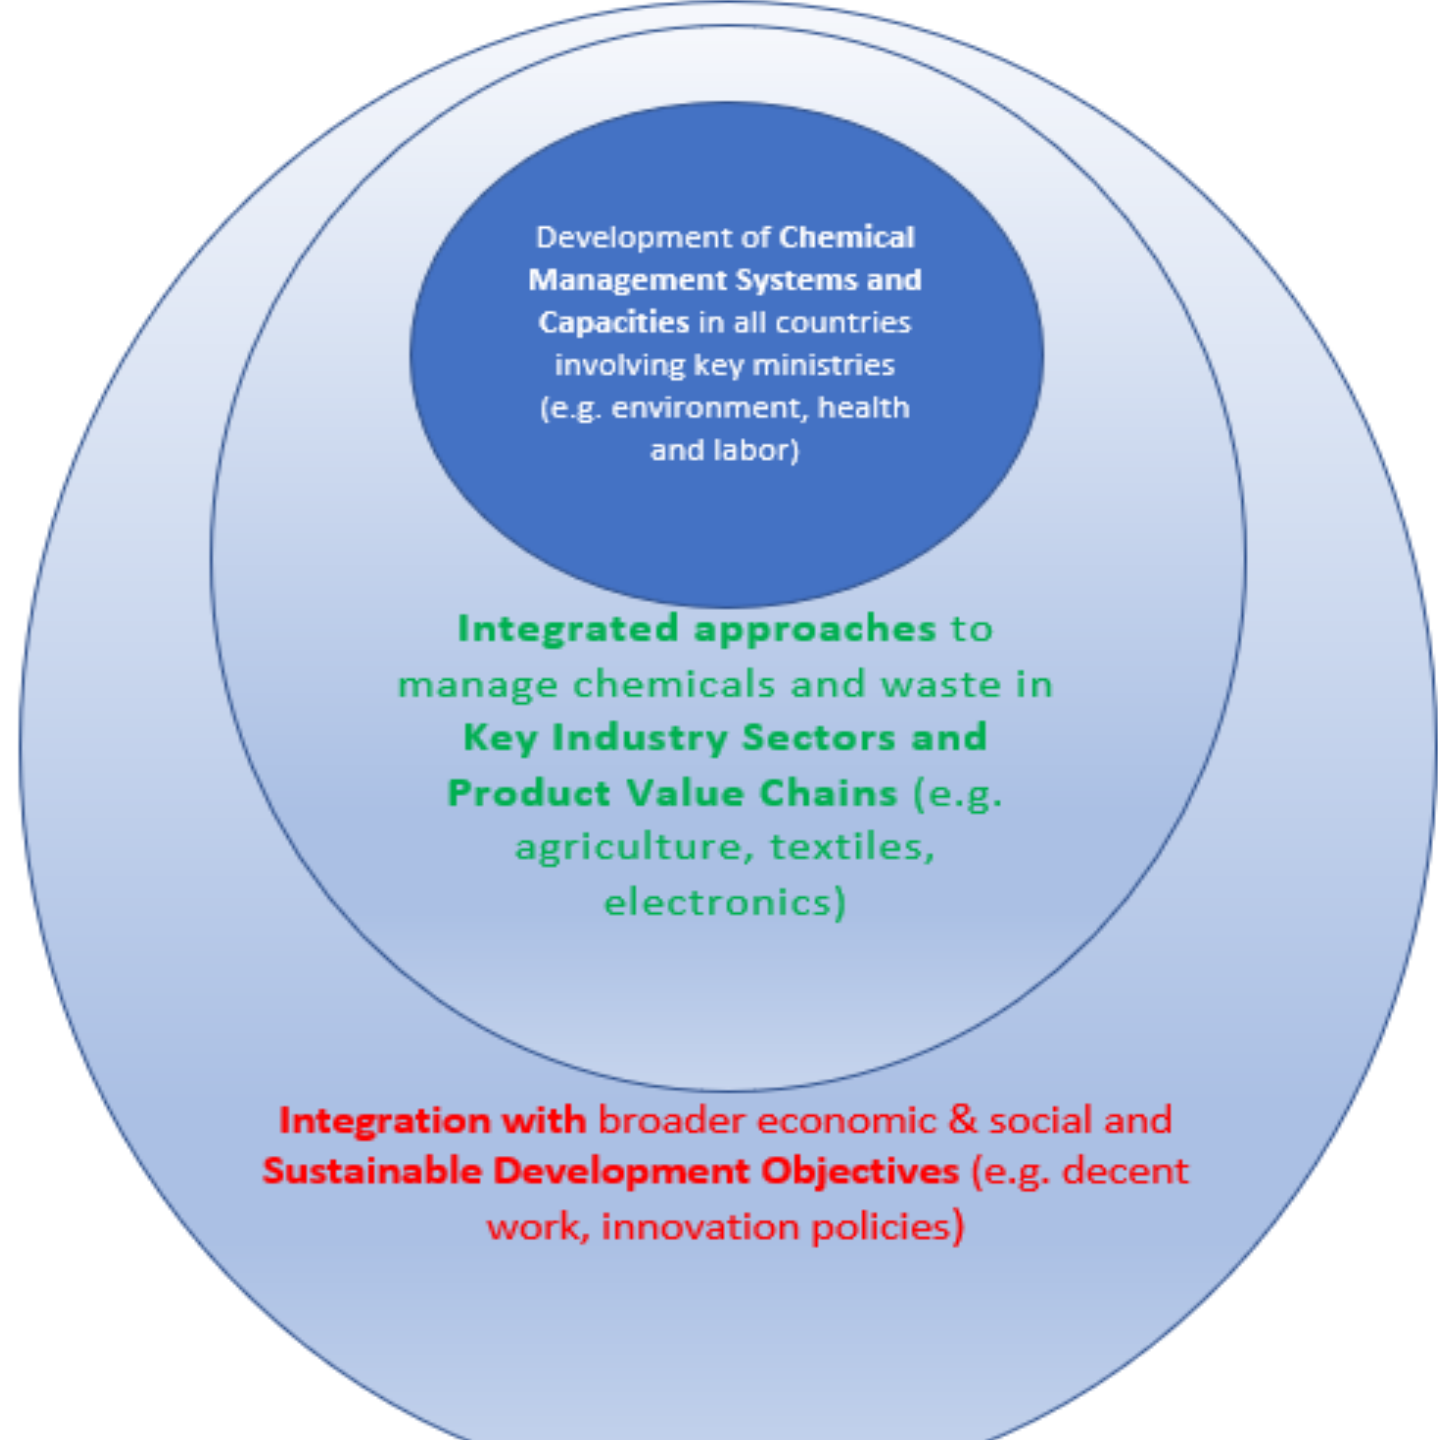 Development of Chemical
Management Systems and
Capacities in all countries
involving key ministries
(e.g. environment, health
and labor)
Integrated approaches to
manage chemicals and waste in
Key Industry Sectors and
Product Value Chains (e.g.
agriculture, textiles,
electronics)
Integration with broader economic & social and
Sustainable Development Objectives (e.g. decent
work, innovation policies)